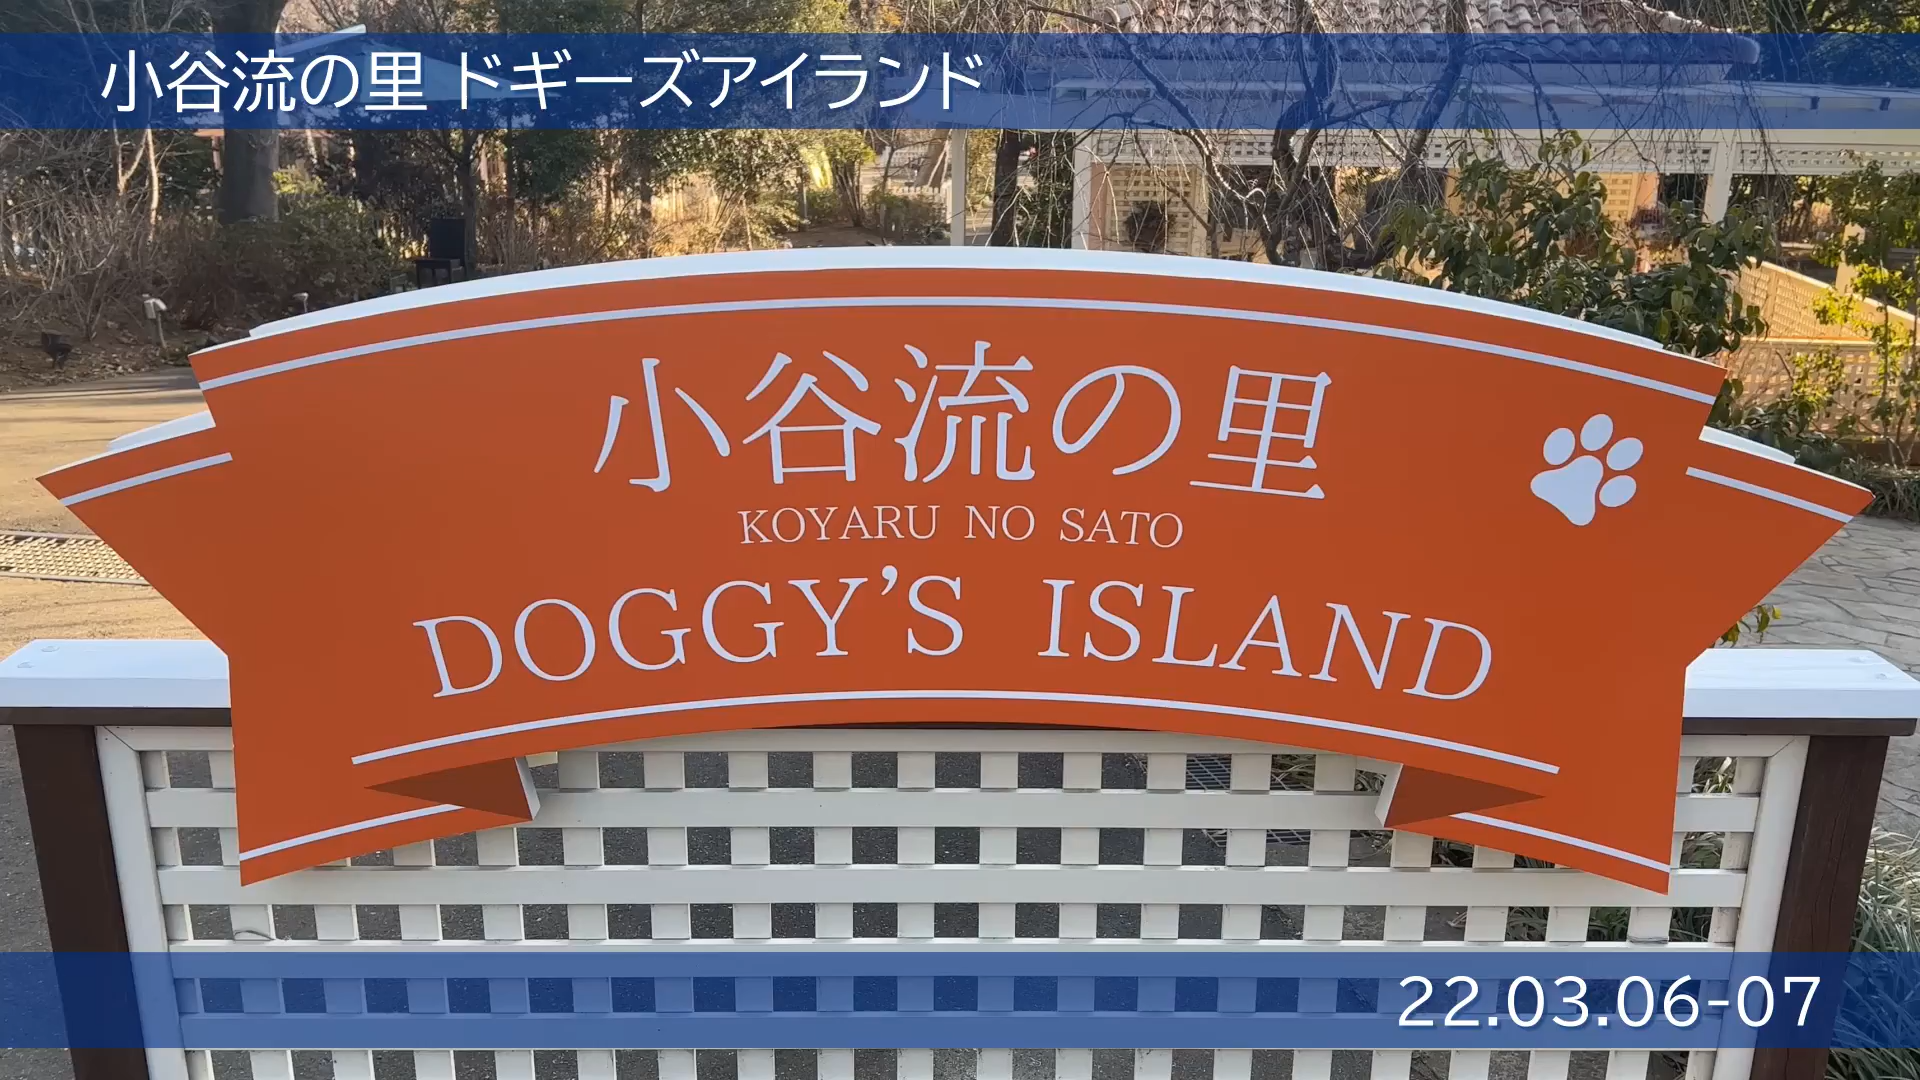 小谷流の里 ドギーズアイランド
小谷流の里
KOYARU NO SATO
DOGGY'S ISLAND
22.03.06-07